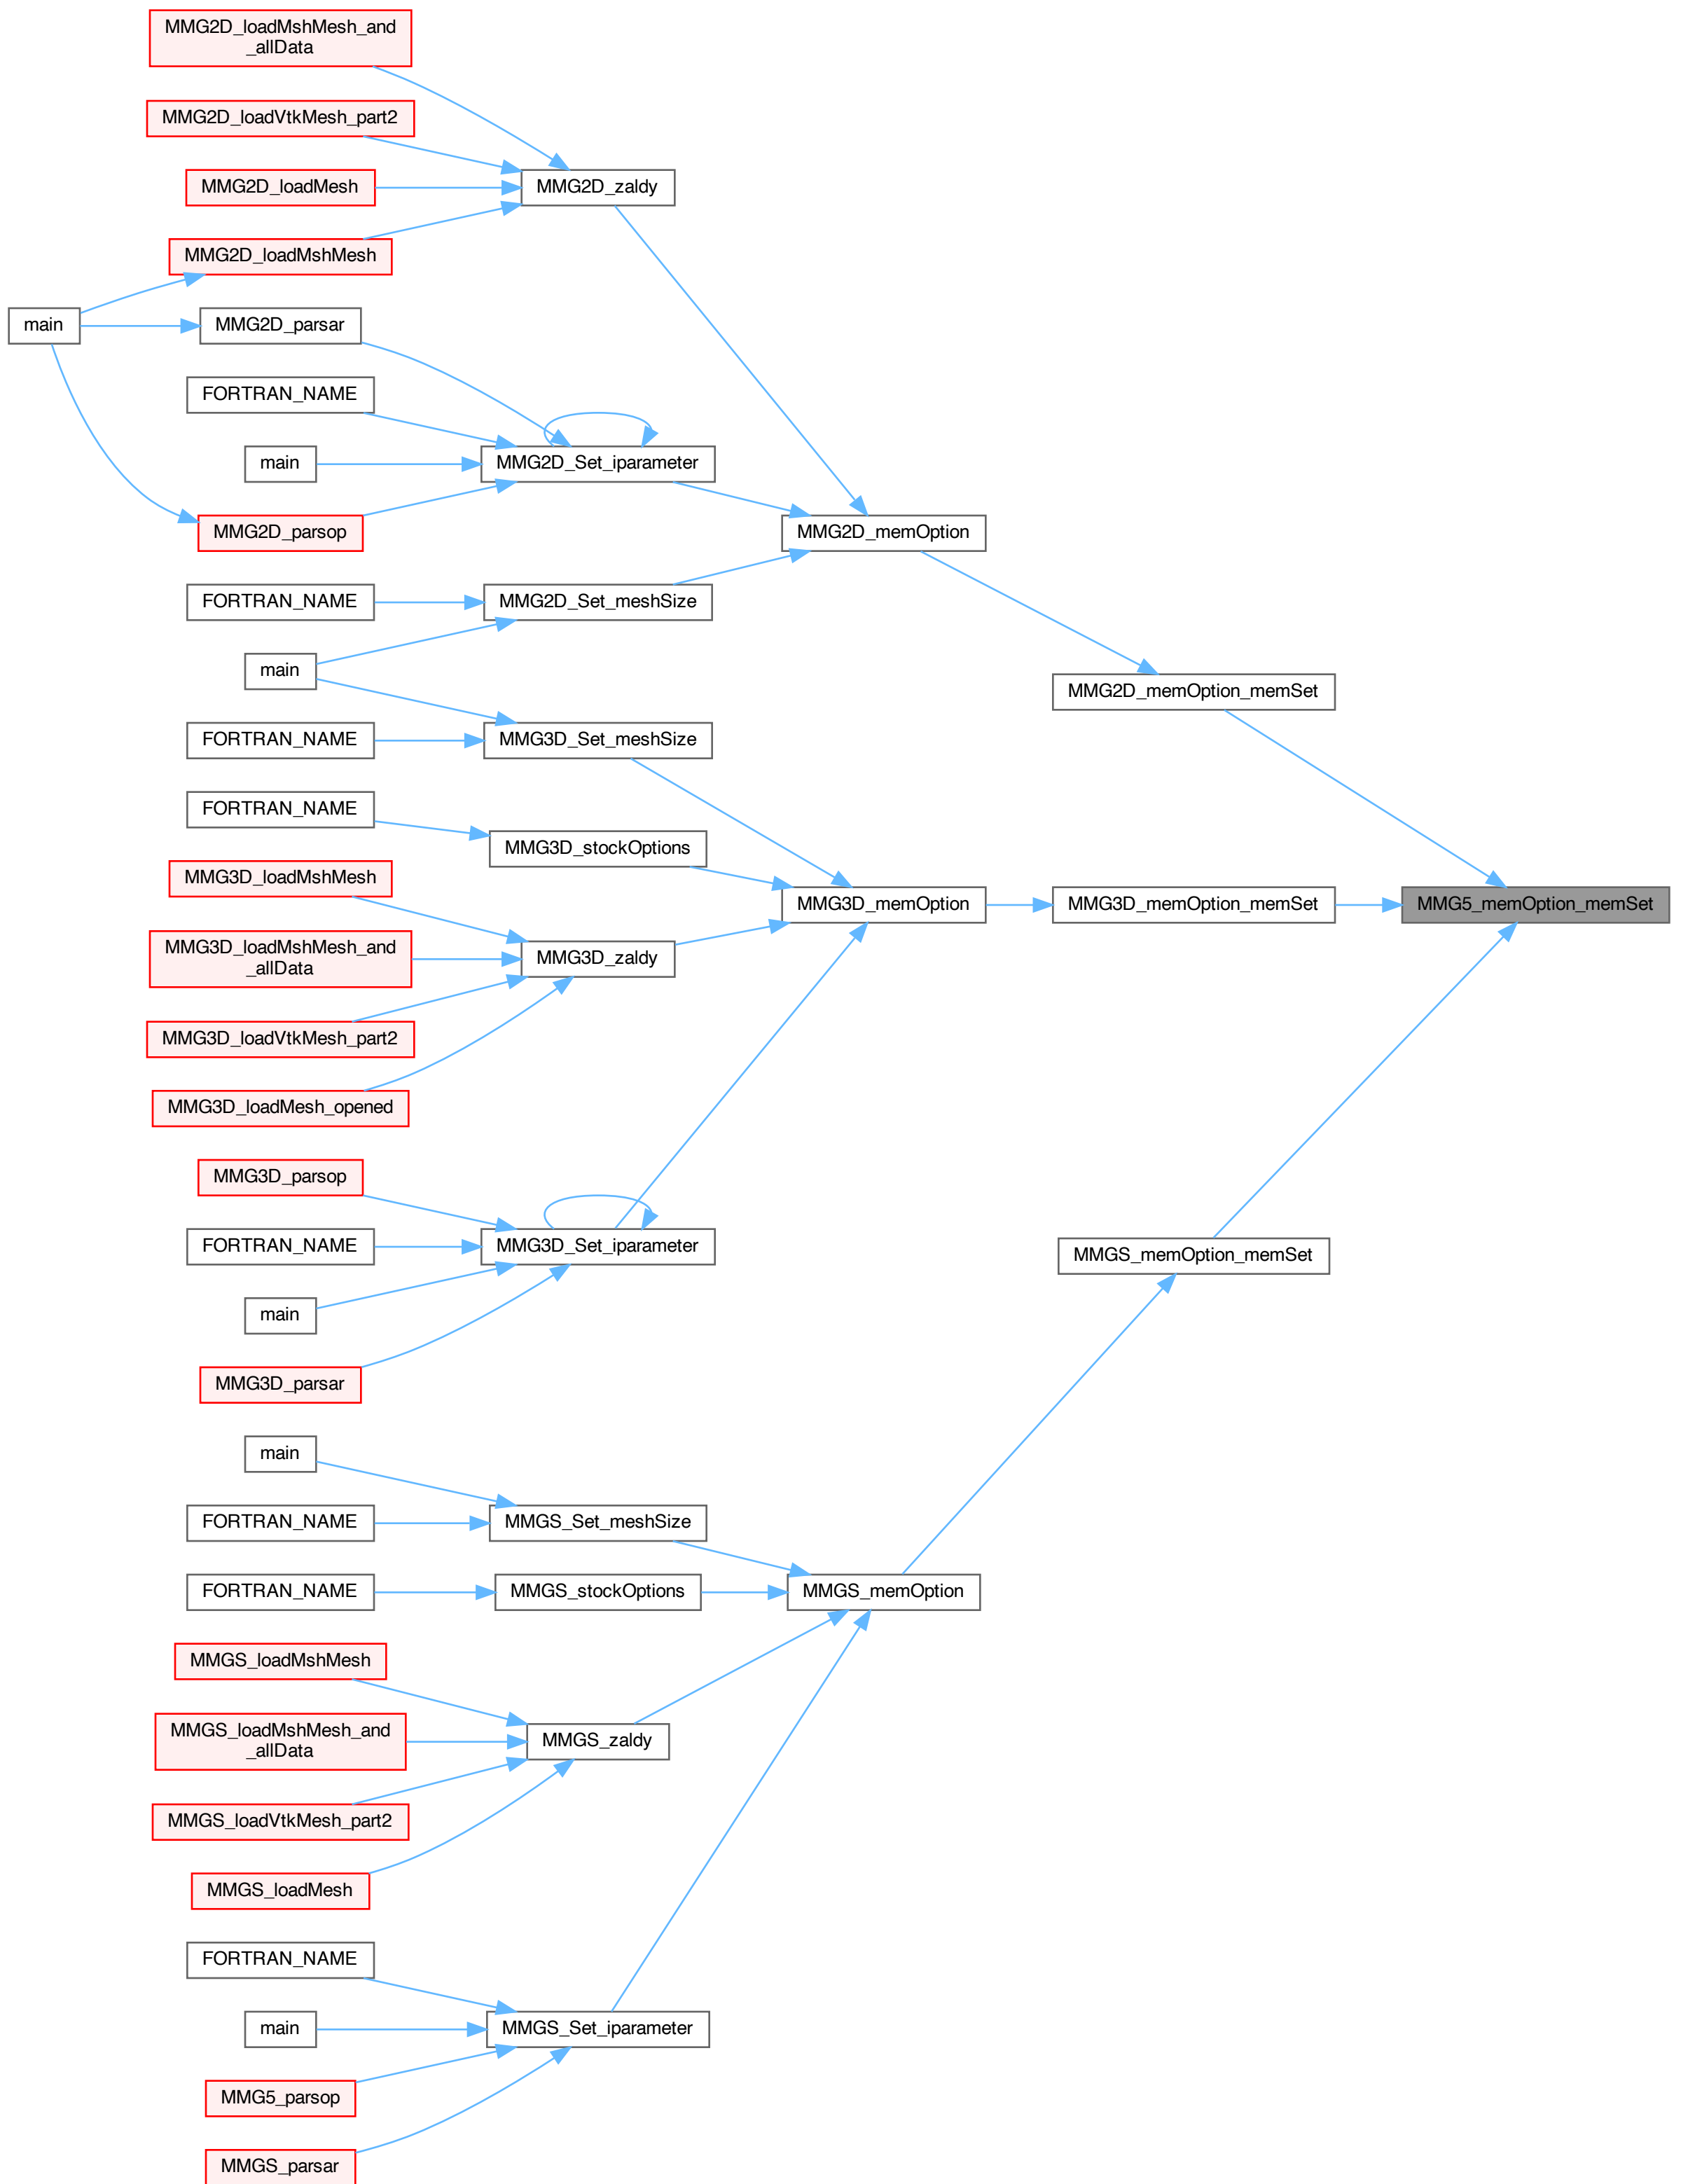 MMG2D_loadMshMesh_and
_allData
MMG2D_loadVtkMesh_part2
MMG2D_loadMesh
MMG2D_zaldy
MMG2D_loadMshMesh
main
MMG2D_parsar
FORTRAN_NAME
main
MMG2D_Set_iparameter
MMG2D_parsop
MMG2D_memOption
FORTRAN_NAME
MMG2D_Set_meshSize
main
MMG2D_memOption_memSet
FORTRAN_NAME
MMG3D_Set_meshSize
FORTRAN_NAME
MMG3D_stockOptions
MMG3D_loadMshMesh
MMG3D_memOption
MMG3D_memOption_memSet
MMG5_memOption_memSet
MMG3D_loadMshMesh_and
_allData
MMG3D_zaldy
MMG3D_loadVtkMesh_part2
MMG3D_loadMesh_opened
MMG3D_parsop
FORTRAN_NAME
MMG3D_Set_iparameter
MMGS_memOption_memSet
main
MMG3D_parsar
main
FORTRAN_NAME
MMGS_Set_meshSize
FORTRAN_NAME
MMGS_stockOptions
MMGS_memOption
MMGS_loadMshMesh
MMGS_loadMshMesh_and
_allData
MMGS_zaldy
MMGS_loadVtkMesh_part2
MMGS_loadMesh
FORTRAN_NAME
main
MMGS_Set_iparameter
MMG5_parsop
MMGS_parsar